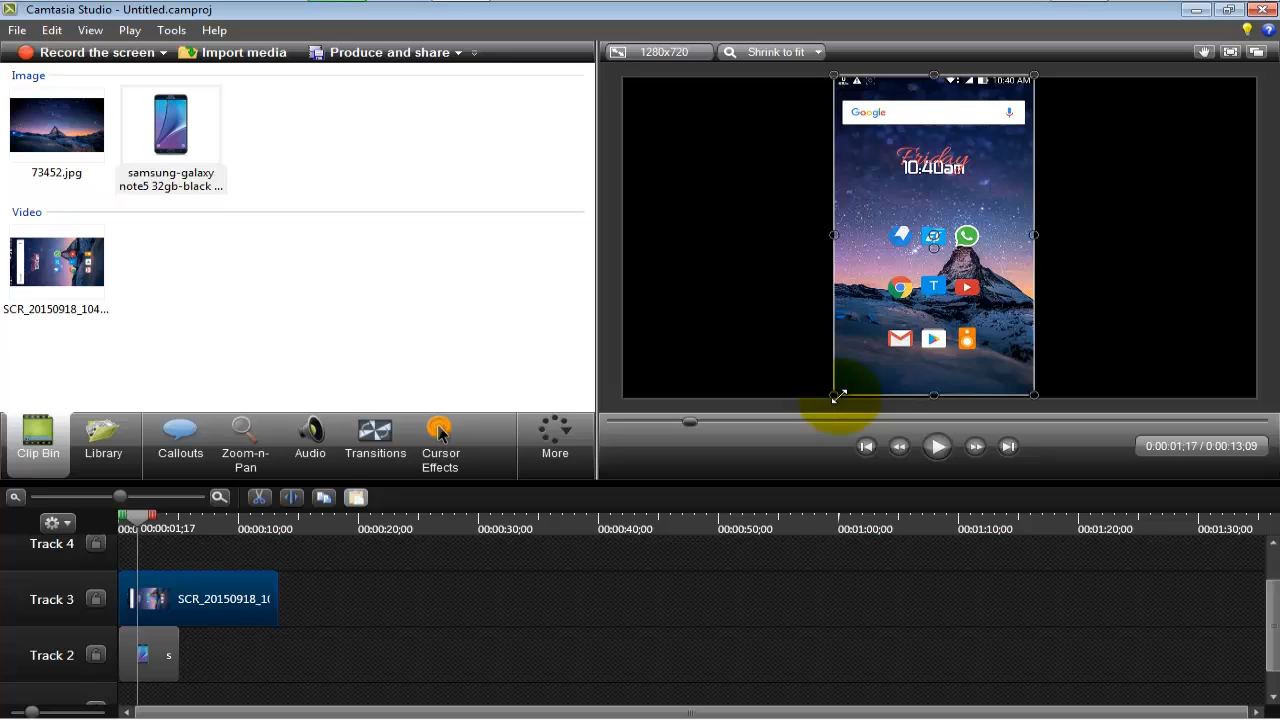 Camtasia Studio - Untitled.camproj
File Edit View Play Tools Help
Record the screen Import media Produce and share
1280x720 Shrink to fit
Image
73452.jpg
samsung-galaxy
note5 32gb-black ...
Video
SCR_20150918_104...
10:40 AM
Google
Friday
10:40am
T
Clip Bin
Library
Callouts
Zoom-n-
Pan
Audio
Transitions
Cursor
Effects
More
0:00:01;17 / 0:00:13;09
00:00:01;17 00:00:10;00 00:00:20;00 00:00:30;00 00:00:40;00 00:00:50;00 00:01:00;00 00:01:10;00 00:01:20;00 00:01:30;00
Track 4
Track 3 SCR_20150918_10
Track 2 s